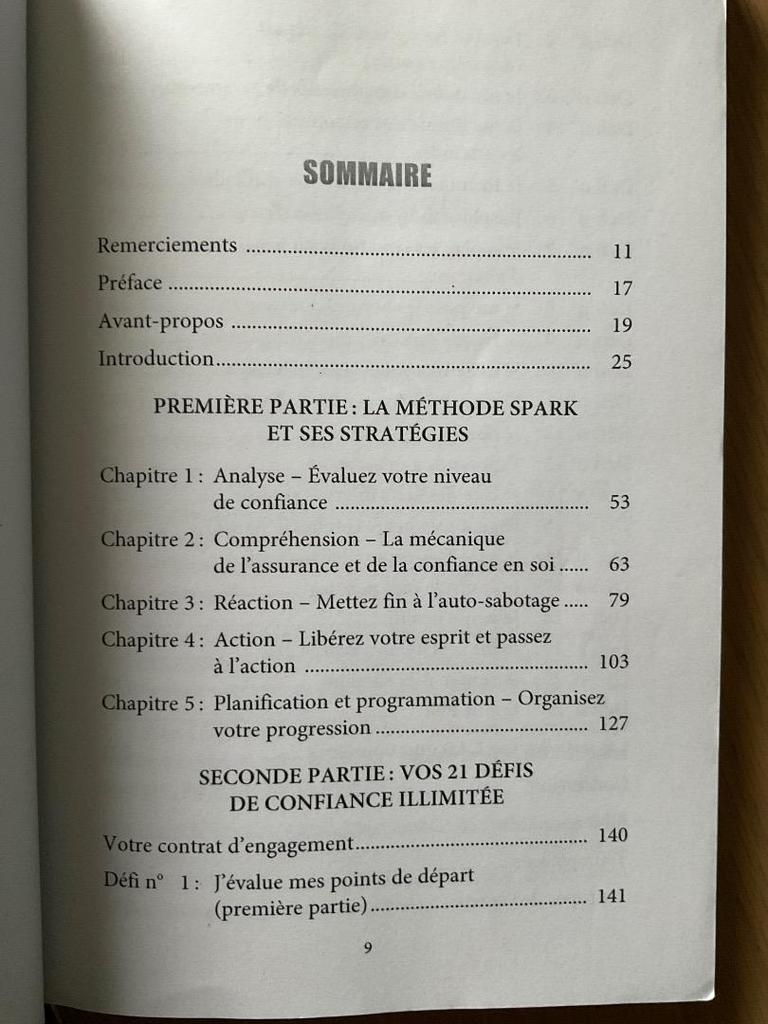 SOMMAIRE
Remerciements ........................................................................ 11
Préface ...................................................................................... 17
Avant-propos ........................................................................... 19
Introduction.............................................................................. 25
PREMIÈRE PARTIE : LA MÉTHODE SPARK
ET SES STRATÉGIES
Chapitre 1 : Analyse – Évaluez votre niveau
de confiance .................................................... 53
Chapitre 2 : Compréhension – La mécanique
de l'assurance et de la confiance en soi ...... 63
Chapitre 3 : Réaction – Mettez fin à l'auto-sabotage ..... 79
Chapitre 4 : Action – Libérez votre esprit et passez
à l'action .......................................................... 103
Chapitre 5 : Planification et programmation – Organisez
votre progression ............................................ 127
SECONDE PARTIE : VOS 21 DÉFIS
DE CONFIANCE ILLIMITÉE
Votre contrat d'engagement................................................ 140
Défi n° 1 : J'évalue mes points de départ
(première partie)............................................. 141
9